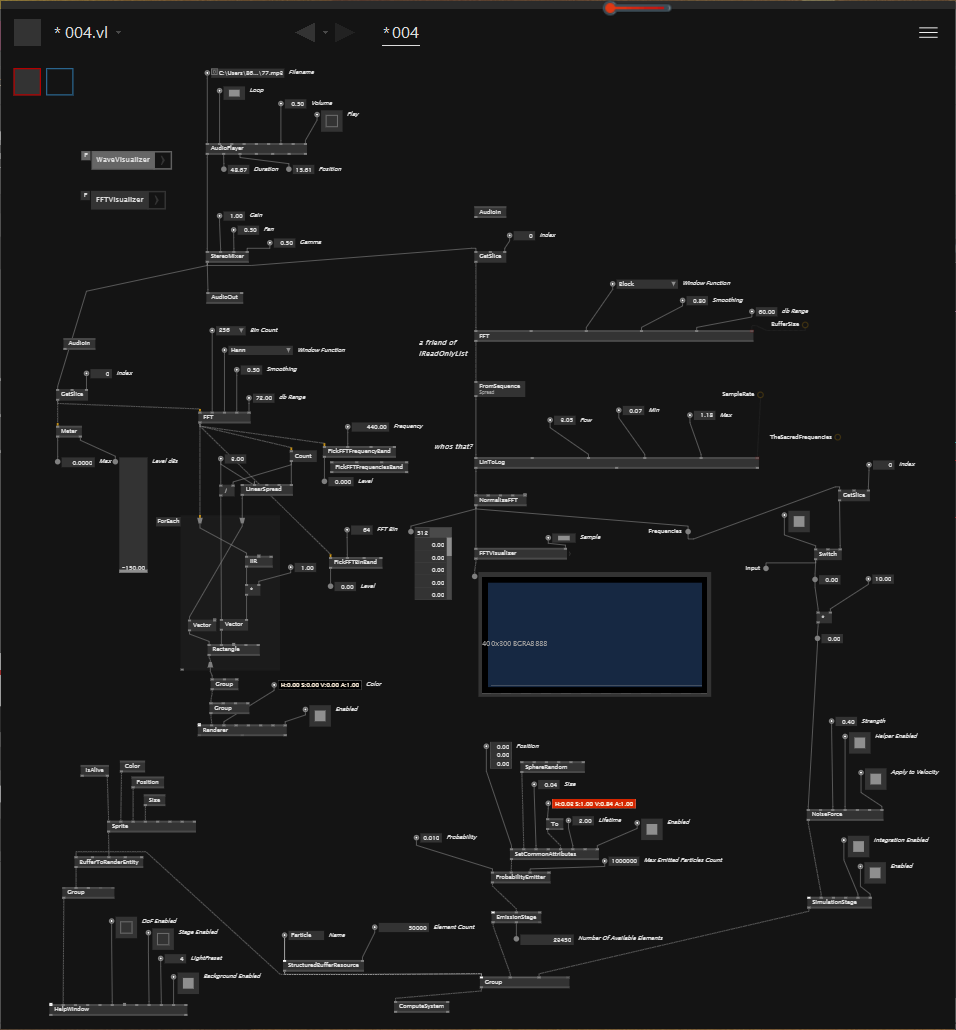 * 004.vl
* 004
C:\Users\86...\77.mp3
Filename
Loop
0.50
Volume
Play
AudioPlayer
48.67
Duration
15.61
Position
WaveVisualizer
FFTVisualizer
1.00
Gain
0.50
Pan
0.50
Gamma
StereoMixer
AudioOut
AudioIn
0
Index
GetSlice
Block
Window Function
0.80
Smoothing
60.00
db Range
BufferSize
FFT
a friend of
IReadOnlyList
FromSequence
Spread
SampleRate
2.05
Pow
0.07
Min
1.18
Max
TheSacredFrequencies
whos that?
LinToLog
NormalizeFFT
256
Bin Count
Hann
Window Function
0.50
Smoothing
72.00
db Range
FFT
AudioIn
0
Index
GetSlice
Meter
0.0000
Max
Level dBs
-150.00
440.00
Frequency
PickFFTFrequencyBand
PickFFTFrequenciesBand
0.000
Level
2.00
Count
/
LinearSpread
ForEach
64
FFT Bin
PickFFTBinBand
0.00
Level
IIR
1.00
+
Vector
Vector
Rectangle
Group
Group
H:0.00 S:0.00 V:0.00 A:1.00
Color
Enabled
Renderer
512
0.00
0.00
0.00
0.00
0.00
Sample
FFTVisualizer
400x300 BGRA8888
Frequencies
0
Index
GetSlice
Switch
Input
0.00
10.00
*
0.00
0.40
Strength
Helper Enabled
Apply to Velocity
NoiseForce
Integration Enabled
Enabled
SimulationStage
0.00
0.00
0.00
Position
SphereRandom
0.04
Size
H:0.02 S:1.00 V:0.84 A:1.00
To
2.00
Lifetime
Enabled
0.010
Probability
SetCommonAttributes
1000000
Max Emitted Particles Count
ProbabilityEmitter
EmissionStage
22450
Number Of Available Elements
Group
ComputeSystem
IsAlive
Color
Position
Size
Sprite
BufferToRenderEntity
Group
DoF Enabled
Stage Enabled
4
LightPreset
Background Enabled
HelpWindow
Particle
Name
50000
Element Count
StructuredBufferResource